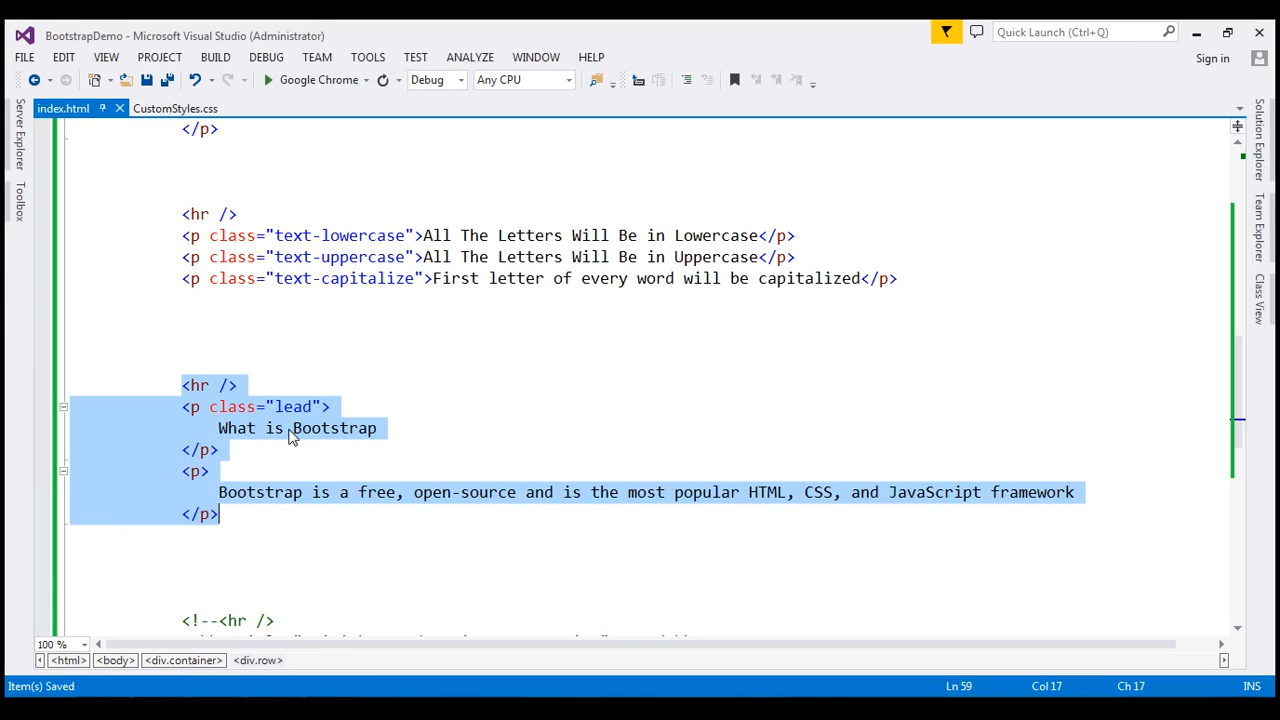 BootstrapDemo - Microsoft Visual Studio (Administrator)
Quick Launch (Ctrl+Q)
FILE EDIT VIEW PROJECT BUILD DEBUG TEAM TOOLS TEST ANALYZE WINDOW HELP
Sign in
Google Chrome Debug Any CPU
index.html CustomStyles.css
Server Explorer
Toolbox
Solution Explorer
Team Explorer
Class View
</p>
<hr />
<p class="text-lowercase">All The Letters Will Be in Lowercase</p>
<p class="text-uppercase">All The Letters Will Be in Uppercase</p>
<p class="text-capitalize">First letter of every word will be capitalized</p>
<hr />
<p class="lead">
What is Bootstrap
</p>
<p>
Bootstrap is a free, open-source and is the most popular HTML, CSS, and JavaScript framework
</p>
<!--<hr />
100 %
<html> <body> <div.container> <div.row>
Item(s) Saved Ln 59 Col 17 Ch 17 INS